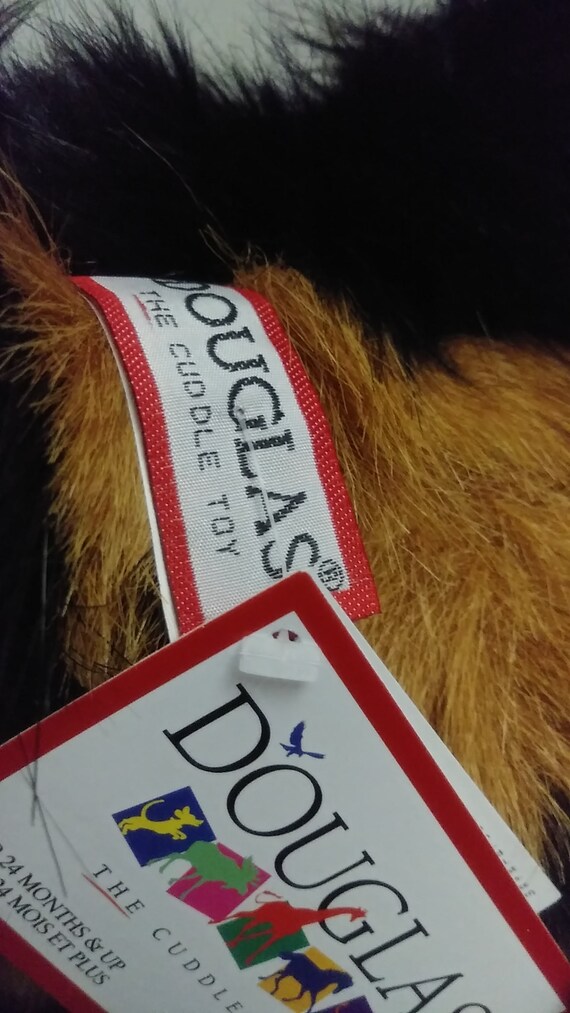 DOUGLAS®
THE CUDDLE TOY
DOUGLAS
THE CUDDLE
24 MONTHS & UP
24 MOIS ET PLUS